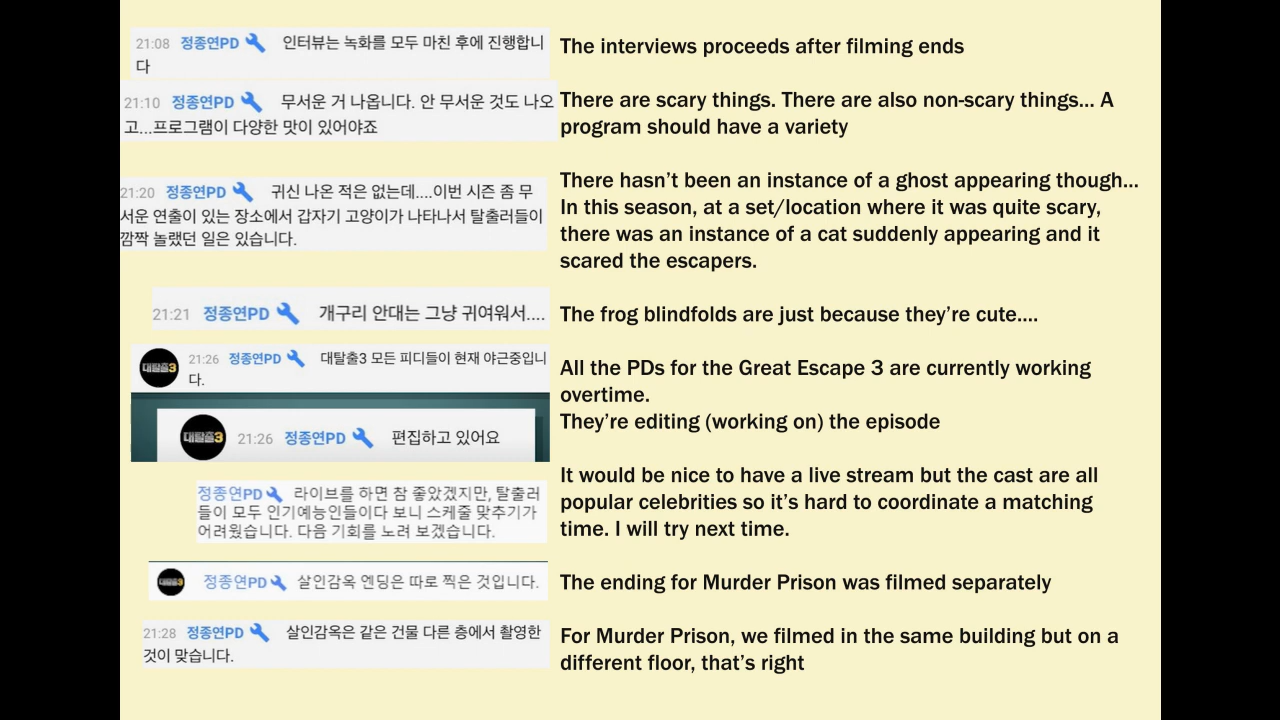 21:08 정종연PD 인터뷰는 녹화를 모두 마친 후에 진행합니
다
The interviews proceeds after filming ends
21:10 정종연PD 무서운 거 나옵니다. 안 무서운 것도 나오
고...프로그램이 다양한 맛이 있어야죠
There are scary things. There are also non-scary things... A
program should have a variety
21:20 정종연PD 귀신 나온 적은 없는데....이번 시즌 좀 무
서운 연출이 있는 장소에서 갑자기 고양이가 나타나서 탈출러들이
깜짝 놀랬던 일은 있습니다.
There hasn’t been an instance of a ghost appearing though...
In this season, at a set/location where it was quite scary,
there was an instance of a cat suddenly appearing and it
scared the escapers.
21:21 정종연PD 개구리 안대는 그냥 귀여워서....
The frog blindfolds are just because they’re cute....
대탈출3 21:26 정종연PD 대탈출3 모든 피디들이 현재 야근중입니
다.
All the PDs for the Great Escape 3 are currently working
overtime.
대탈출3 21:26 정종연PD 편집하고 있어요
They’re editing (working on) the episode
정종연PD 라이브를 하면 참 좋았겠지만, 탈출러
들이 모두 인기예능인들이다 보니 스케줄 맞추기가
어려웠습니다. 다음 기회를 노려 보겠습니다.
It would be nice to have a live stream but the cast are all
popular celebrities so it’s hard to coordinate a matching
time. I will try next time.
대탈출3 정종연PD 살인감옥 엔딩은 따로 찍은 것입니다.
The ending for Murder Prison was filmed separately
21:28 정종연PD 살인감옥은 같은 건물 다른 층에서 촬영한
것이 맞습니다.
For Murder Prison, we filmed in the same building but on a
different floor, that’s right